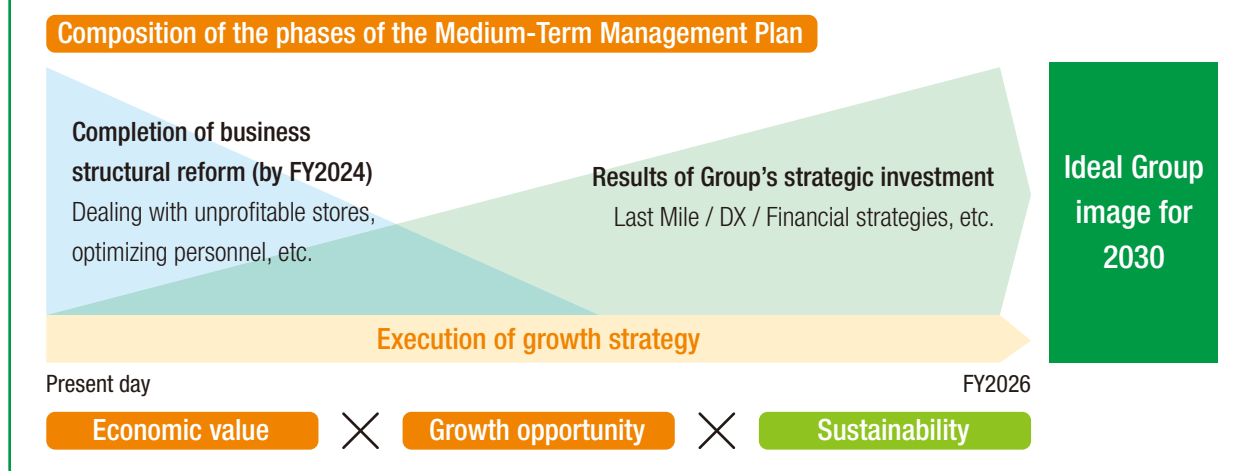 Composition of the phases of the Medium-Term Management Plan
Completion of business
structural reform (by FY2024)
Dealing with unprofitable stores,
optimizing personnel, etc.
Results of Group’s strategic investment
Last Mile / DX / Financial strategies, etc.
Ideal Group
image for
2030
Execution of growth strategy
Present day
FY2026
Economic value
Growth opportunity
Sustainability